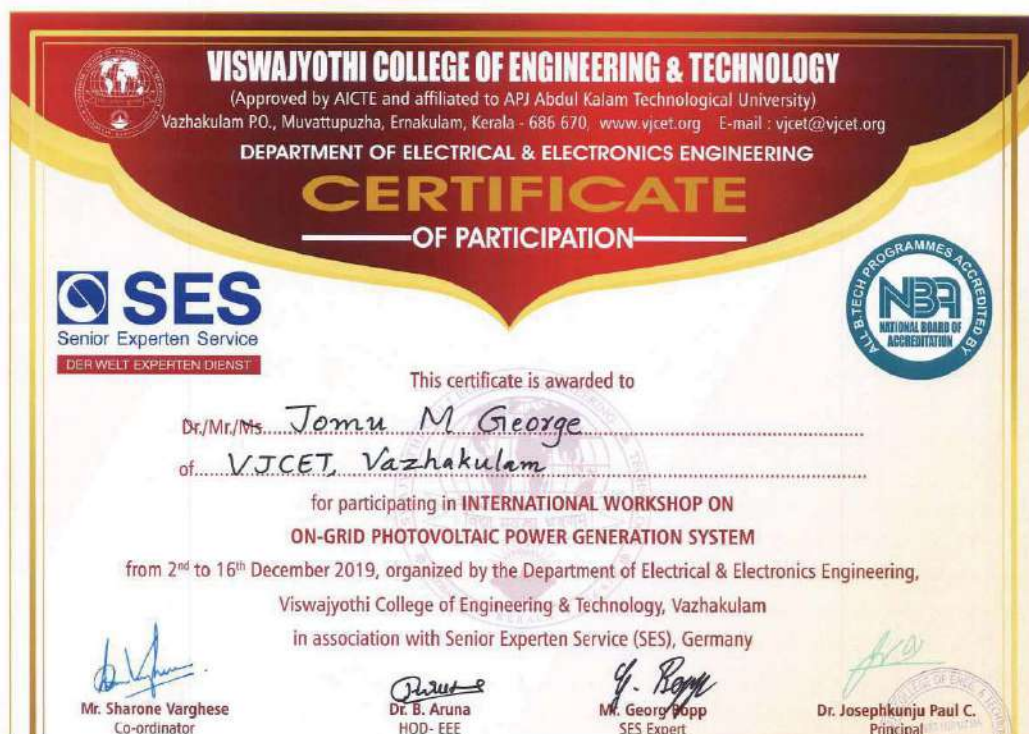 VISWAJYOTHI COLLEGE OF ENGINEERING & TECHNOLOGY
(Approved by AICTE and affiliated to APJ Abdul Kalam Technological University)
Vazhakulam P.O., Muvattupuzha, Ernakulam, Kerala - 686 670, www.vjcet.org E-mail : vjcet@vjcet.org
DEPARTMENT OF ELECTRICAL & ELECTRONICS ENGINEERING
CERTIFICATE
OF PARTICIPATION
SES
Senior Experten Service
DER WELT EXPERTEN DIENST
ALL B.TECH PROGRAMMES ACCREDITED BY
NBA
NATIONAL BOARD OF
ACCREDITATION
This certificate is awarded to
Dr./Mr./Ms. Jomu M George
of VJCET, Vazhakulam
for participating in INTERNATIONAL WORKSHOP ON
ON-GRID PHOTOVOLTAIC POWER GENERATION SYSTEM
from 2nd to 16th December 2019, organized by the Department of Electrical & Electronics Engineering,
Viswajyothi College of Engineering & Technology, Vazhakulam
in association with Senior Experten Service (SES), Germany
Mr. Sharone Varghese
Co-ordinator
Dr. B. Aruna
HOD- EEE
Mr. Georg Bopp
SES Expert
Dr. Josephkunju Paul C.
Principal